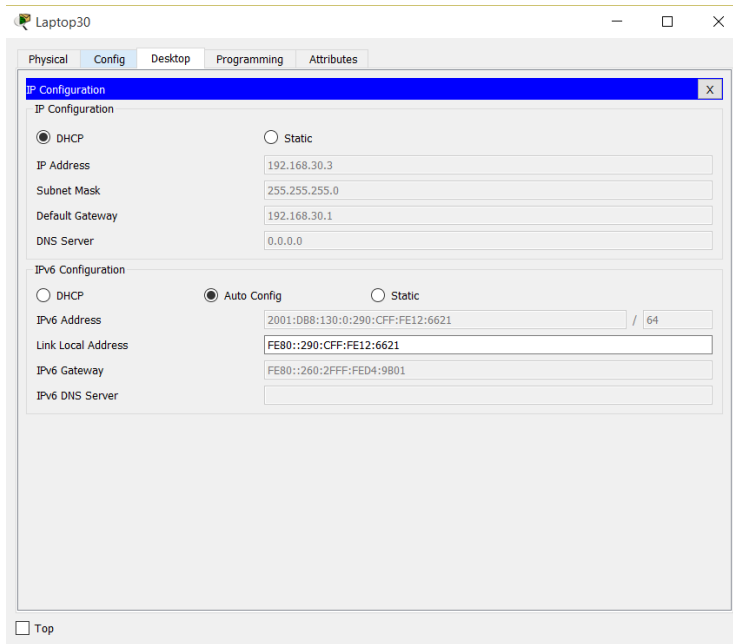 Laptop30
Physical Config Desktop Programming Attributes
IP Configuration X
IP Configuration
DHCP Static
IP Address 192.168.30.3
Subnet Mask 255.255.255.0
Default Gateway 192.168.30.1
DNS Server 0.0.0.0
IPv6 Configuration
DHCP Auto Config Static
IPv6 Address 2001:DB8:130:0:290:CFF:FE12:6621 / 64
Link Local Address FE80::290:CFF:FE12:6621
IPv6 Gateway FE80::260:2FFF:FED4:9B01
IPv6 DNS Server
Top